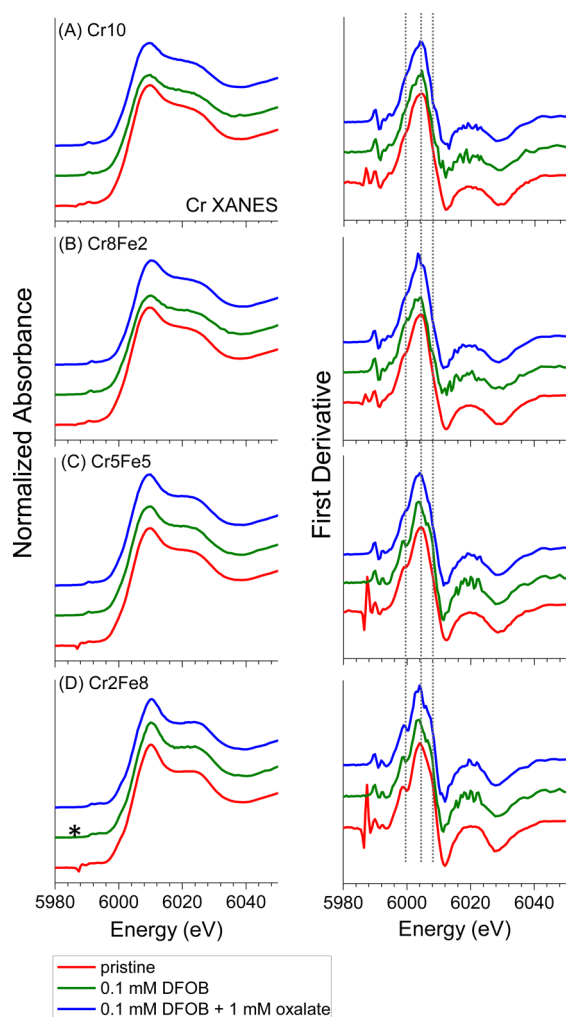 (A) Cr10
Cr XANES
(B) Cr8Fe2
(C) Cr5Fe5
(D) Cr2Fe8
*
Normalized Absorbance
First Derivative
5980 6000 6020 6040
5980 6000 6020 6040
Energy (eV)
Energy (eV)
pristine
0.1 mM DFOB
0.1 mM DFOB + 1 mM oxalate